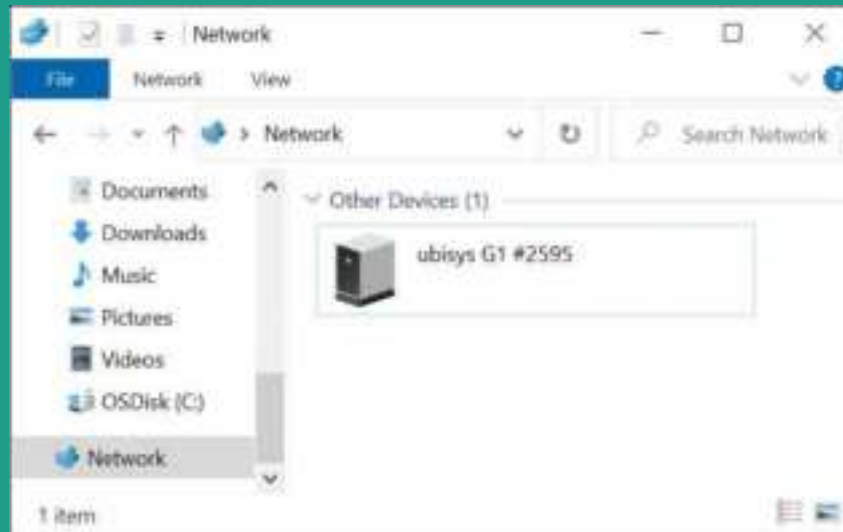 Network
File Network View
Network Search Network
Documents
Downloads
Music
Pictures
Videos
OSDisk (C:)
Network
Other Devices (1)
ubisys G1 #2595
1 item